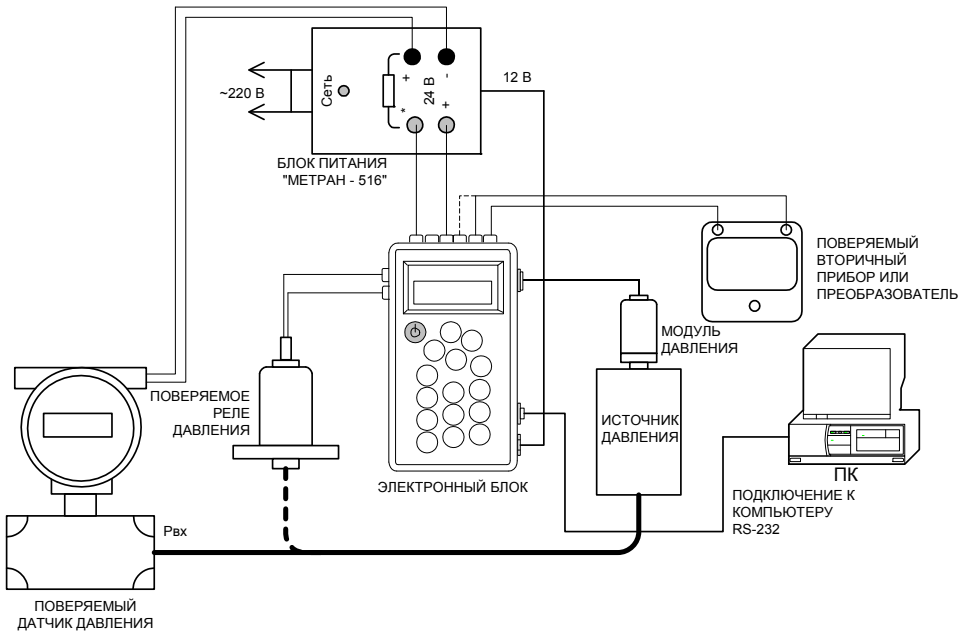 ~220 В
Сеть
+
-
24 В
*
+
12 В
БЛОК ПИТАНИЯ
"МЕТРАН - 516"
ПОВЕРЯЕМЫЙ
ВТОРИЧНЫЙ
ПРИБОР ИЛИ
ПРЕОБРАЗОВАТЕЛЬ
МОДУЛЬ
ДАВЛЕНИЯ
ПОВЕРЯЕМОЕ
РЕЛЕ
ДАВЛЕНИЯ
ИСТОЧНИК
ДАВЛЕНИЯ
ЭЛЕКТРОННЫЙ БЛОК
ПК
ПОДКЛЮЧЕНИЕ К
КОМПЬЮТЕРУ
RS-232
Рвх
ПОВЕРЯЕМЫЙ
ДАТЧИК ДАВЛЕНИЯ